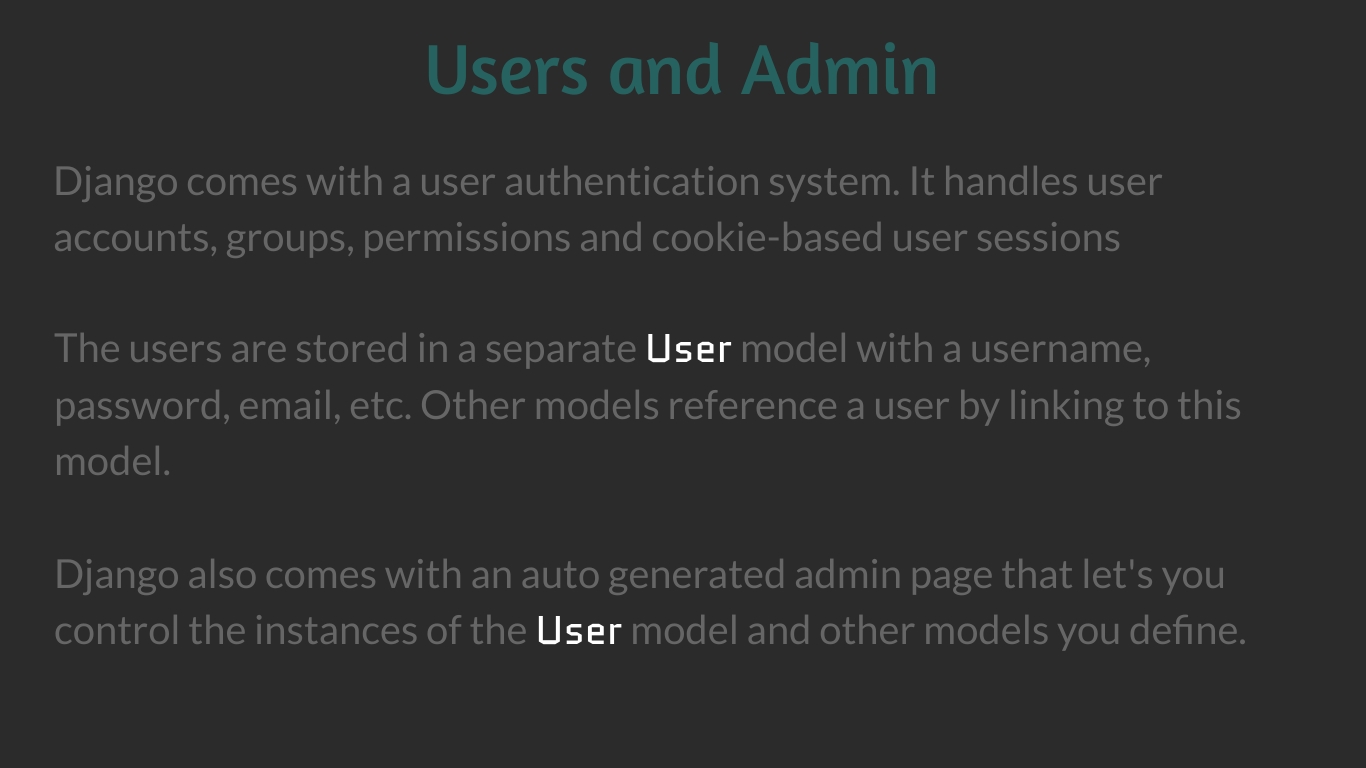 Users and Admin
Django comes with a user authentication system. It handles user
accounts, groups, permissions and cookie-based user sessions
The users are stored in a separate User model with a username,
password, email, etc. Other models reference a user by linking to this
model.
Django also comes with an auto generated admin page that let's you
control the instances of the User model and other models you define.